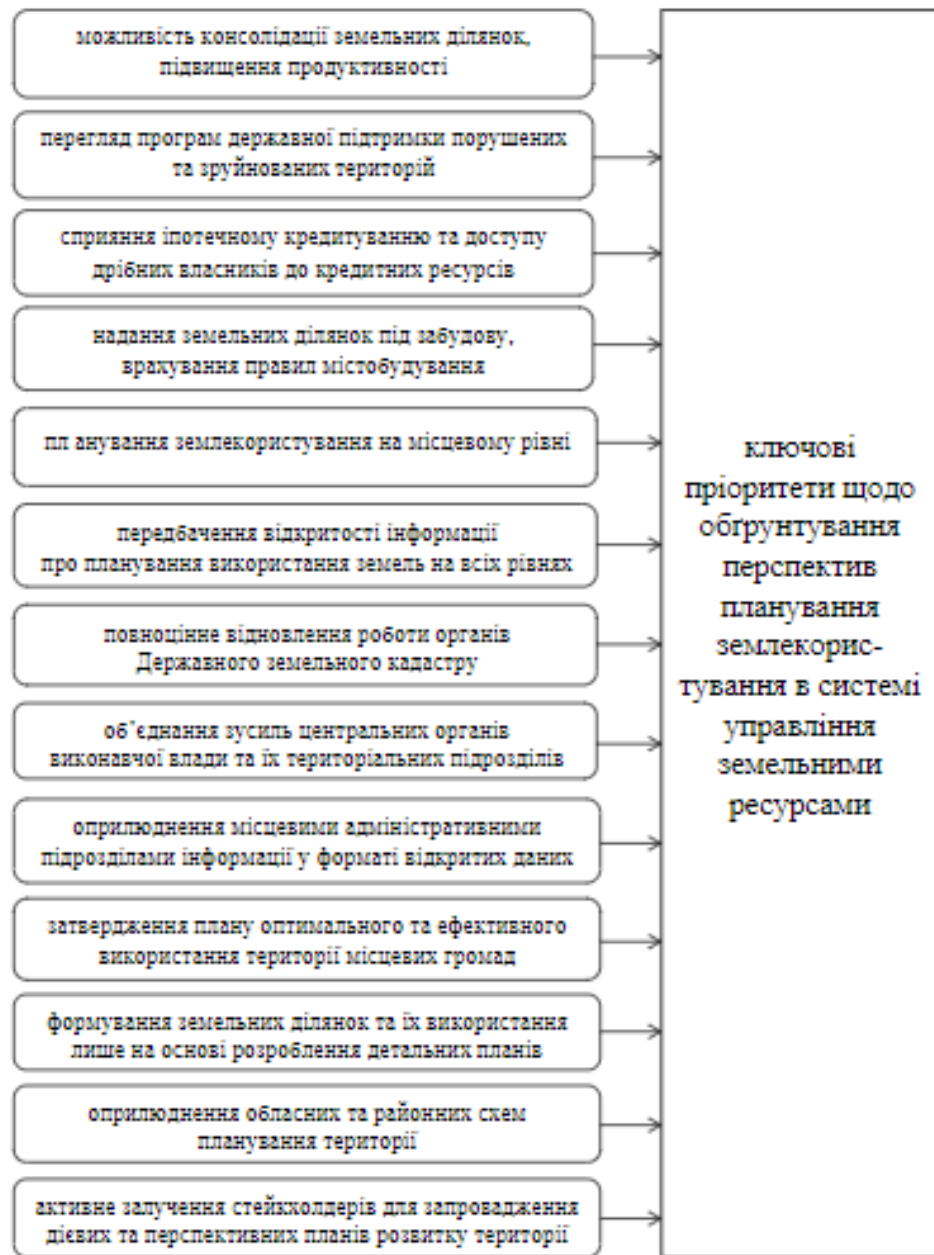 можливість консолідації земельних ділянок,
підвищення продуктивності
перегляд програм державної підтримки порушених
та зруйнованих територій
сприяння іпотечному кредитуванню та доступу
дрібних власників до кредитних ресурсів
надання земельних ділянок під забудову,
врахування правил містобудування
пл анування землекористування на місцевому рівні
передбачення відкритості інформації
про планування використання земель на всіх рівнях
повноцінне відновлення роботи органів
Державного земельного кадастру
об’єднання зусиль центральних органів
виконавчої влади та їх територіальних підрозділів
оприлюднення місцевими адміністративними
підрозділами інформації у форматі відкритих даних
затвердження плану оптимального та ефективного
використання території місцевих громад
формування земельних ділянок та їх використання
лише на основі розроблення детальних планів
оприлюднення обласних та районних схем
планування території
активне залучення стейкхолдерів для запровадження
дієвих та перспективних планів розвитку території
ключові
пріоритети щодо
обґрунтування
перспектив
планування
землекорис-
тування в системі
управління
земельними
ресурсами